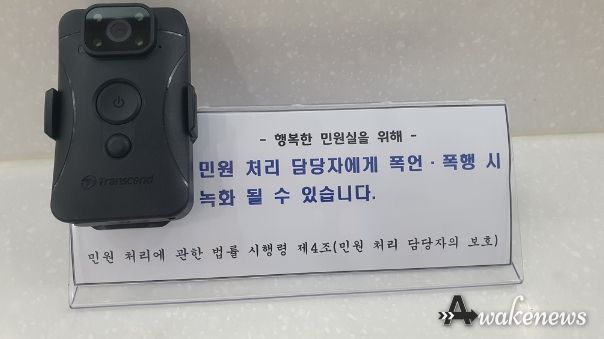 Transcend
- 행복한 민원실을 위해 -
민원 처리 담당자에게 폭언·폭행 시
녹화 될 수 있습니다.
민원 처리에 관한 법률 시행령 제4조(민원 처리 담당자의 보호)
Awakenews